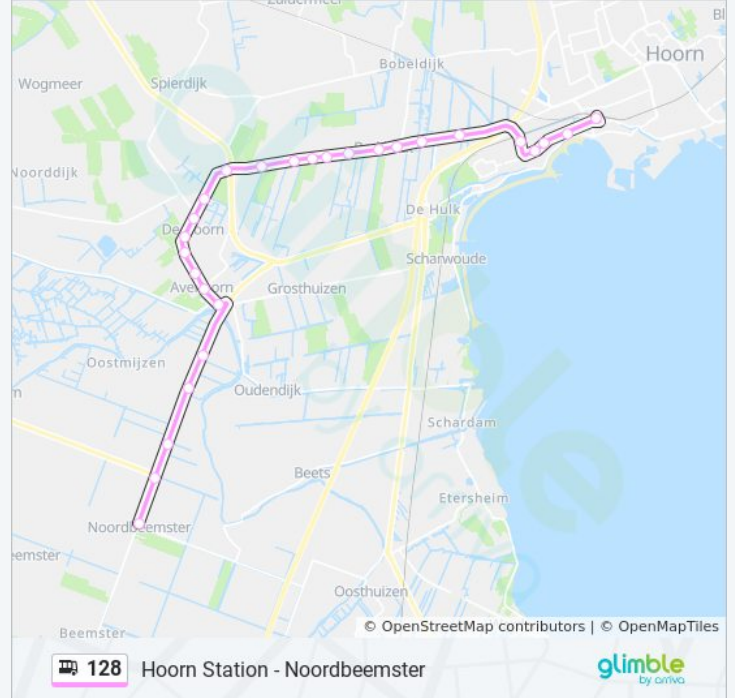 Zuidermeer
Bl
Hoorn
Bobeldijk
Wogmeer
Spierdijk
Noorddijk
De Hulk
Scharwoude
Grosthuizen
Oostmijzen
m
Oudendijk
Schardam
Beets
Etersheim
Noordbeemster
eemster
Oosthuizen
© OpenStreetMap contributors | © OpenMapTiles
Beemster
128 Hoorn Station - Noordbeemster
glimble
by arriva